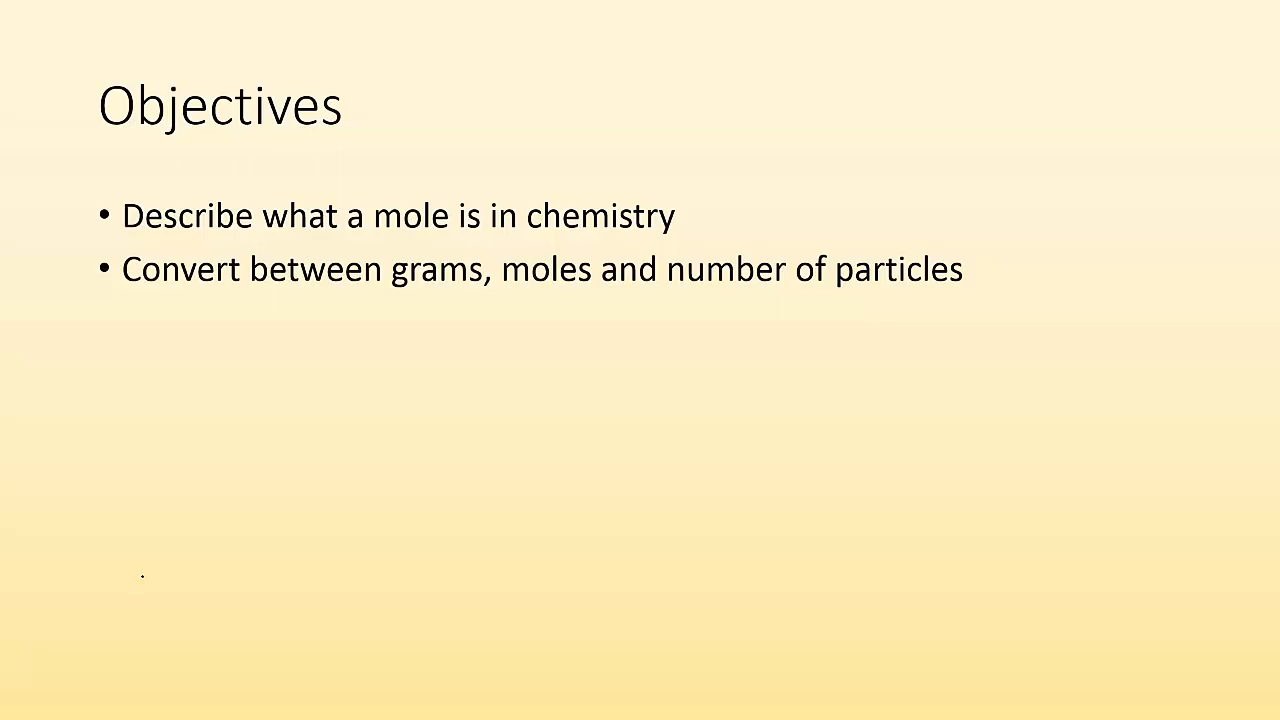 Objectives
• Describe what a mole is in chemistry
• Convert between grams, moles and number of particles